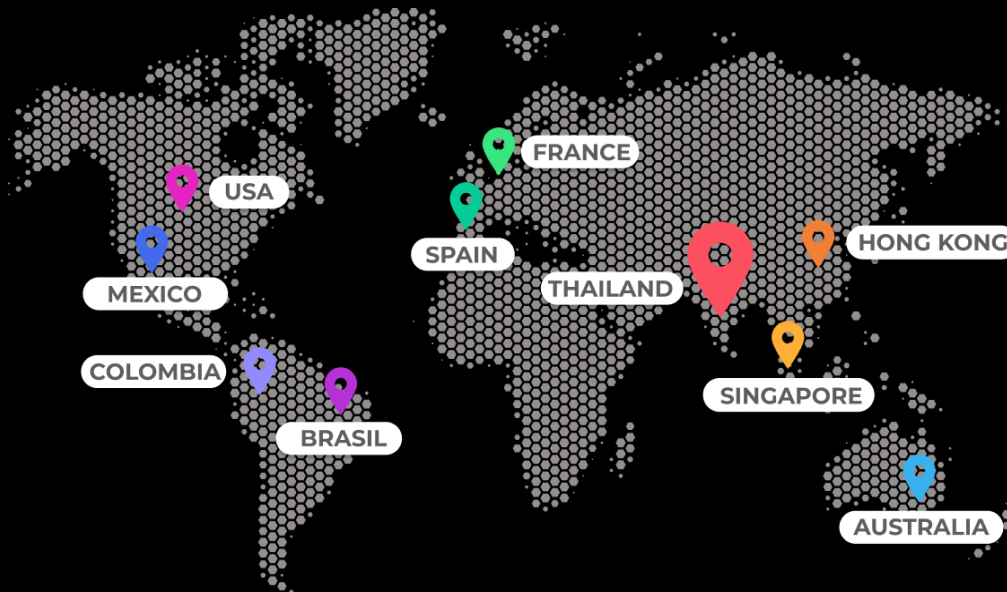 FRANCE
USA
HONG KONG
SPAIN
THAILAND
MEXICO
COLOMBIA
SINGAPORE
BRASIL
AUSTRALIA